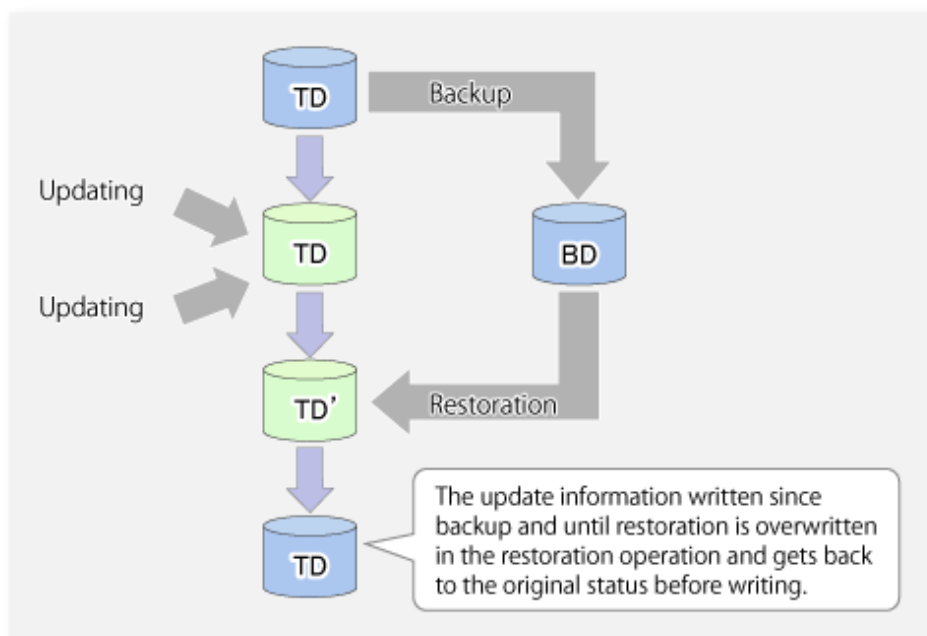 TD
Backup
Updating
TD
BD
Updating
TD'
Restoration
The update information written since
backup and until restoration is overwritten
in the restoration operation and gets back
to the original status before writing.
TD